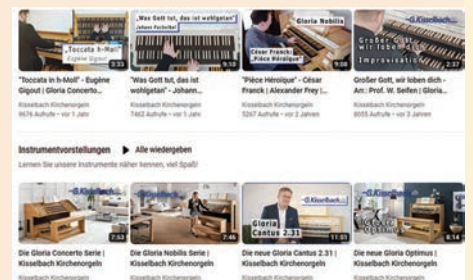 "Toccata h-Moll"
Eugène Gigout
3:33
„Was Gott tut, das ist wohlgetan"
Johann Pachelbel
9:10
Gloria Nobilis
César Franck:
„Pièce Héroïque"
9:08
G.Kisselbach
Großer Gott,
wir loben dich
Improvisation
2:37
"Toccata in h-Moll" - Eugène
Gigout | Gloria Concerto...
Kisselbach Kirchenorgeln
9676 Aufrufe • vor 1 Jahr
"Was Gott tut, das ist
wohlgetan" - Johann...
Kisselbach Kirchenorgeln
7462 Aufrufe • vor 1 Jahr
"Pièce Héroïque" - César
Franck | Alexander Frey |...
Kisselbach Kirchenorgeln
5267 Aufrufe • vor 2 Jahren
Großer Gott, wir loben dich -
Arr.: Prof. W. Seifen | Gloria...
Kisselbach Kirchenorgeln
6055 Aufrufe • vor 3 Jahren
Instrumentvorstellungen ▶ Alle wiedergeben
Lernen Sie unsere Instrumente näher kennen, viel Spaß!
G.Kisselbach
7:53
G.Kisselbach
7:46
G.Kisselbach
Gloria
Cantus 2.31
11:51
G.Kisselbach
Gloria
Optimus
8:14
Die Gloria Concerto Serie |
Kisselbach Kirchenorgeln
Kisselbach Kirchenorgeln
Die Gloria Nobilis Serie |
Kisselbach Kirchenorgeln
Kisselbach Kirchenorgeln
Die neue Gloria Cantus 2.31 |
Kisselbach Kirchenorgeln
Kisselbach Kirchenorgeln
Die neue Gloria Optimus |
Kisselbach Kirchenorgeln
Kisselbach Kirchenorgeln